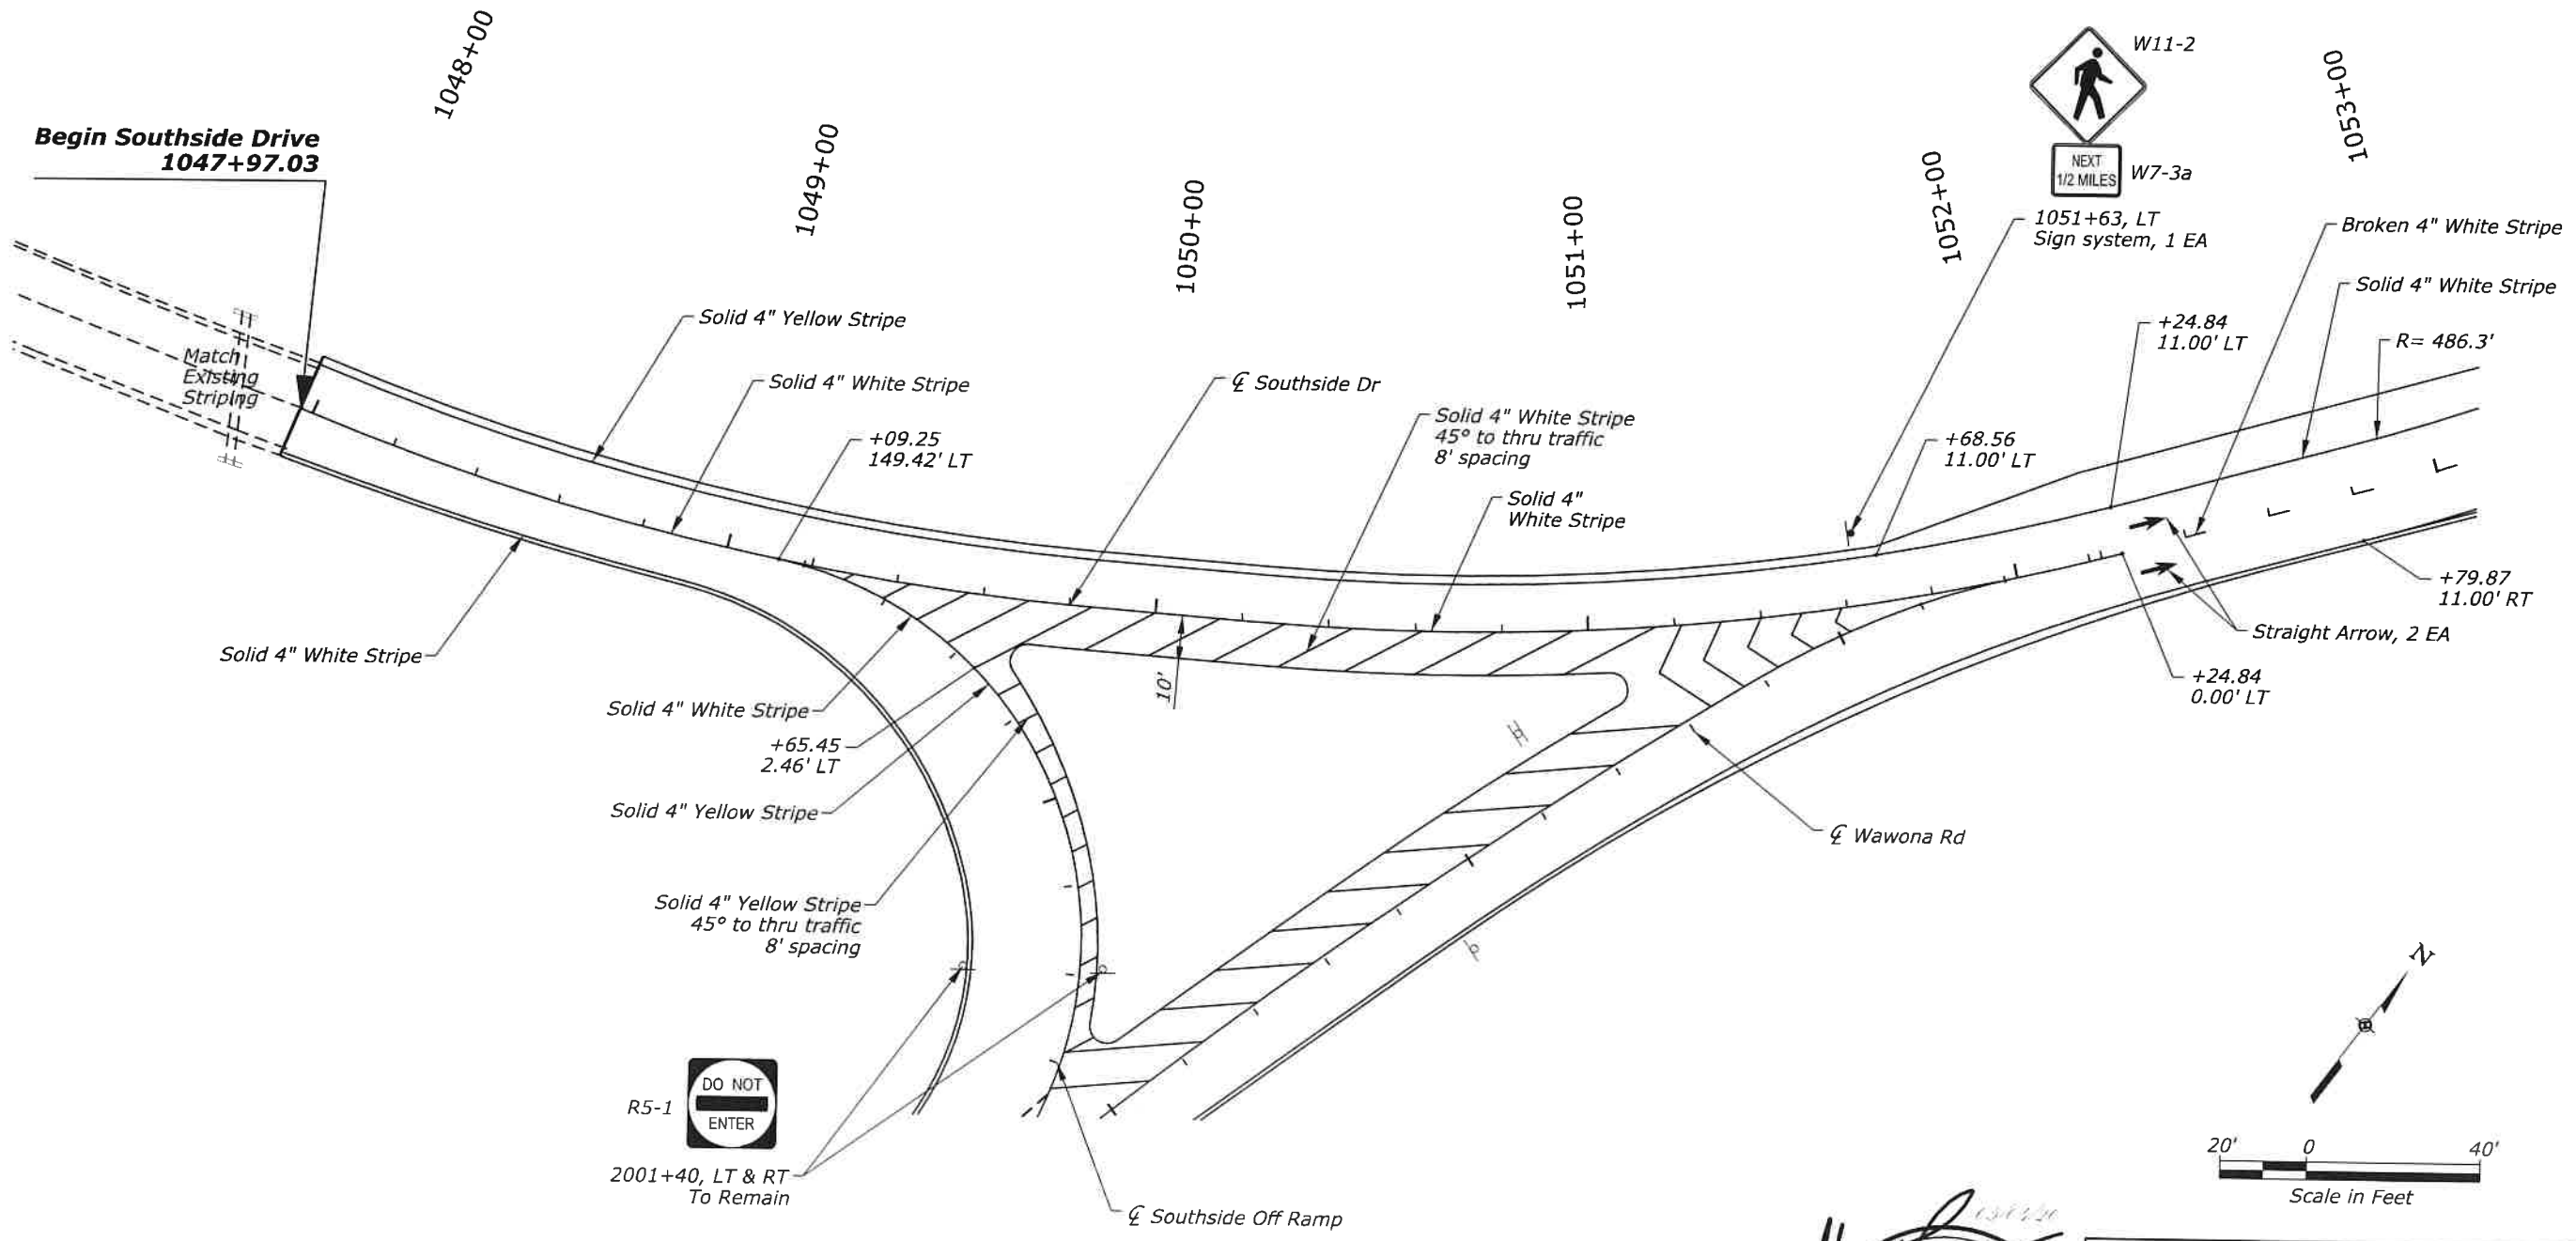 1048+00
Begin Southside Drive
1047+97.03
1049+00
1050+00
1051+00
1052+00
1053+00
W11-2
NEXT
1/2 MILES
W7-3a
1051+63, LT
Sign system, 1 EA
Broken 4" White Stripe
Solid 4" White Stripe
R= 486.3'
+24.84
11.00' LT
+68.56
11.00' LT
Match
Existing
Striping
Solid 4" Yellow Stripe
Solid 4" White Stripe
+09.25
149.42' LT
℄ Southside Dr
Solid 4" White Stripe
45° to thru traffic
8' spacing
Solid 4"
White Stripe
+79.87
11.00' RT
Straight Arrow, 2 EA
+24.84
0.00' LT
Solid 4" White Stripe
10'
Solid 4" White Stripe
+65.45
2.46' LT
Solid 4" Yellow Stripe
℄ Wawona Rd
Solid 4" Yellow Stripe
45° to thru traffic
8' spacing
N
R5-1
DO NOT
ENTER
2001+40, LT & RT
To Remain
℄ Southside Off Ramp
20' 0 40'
Scale in Feet